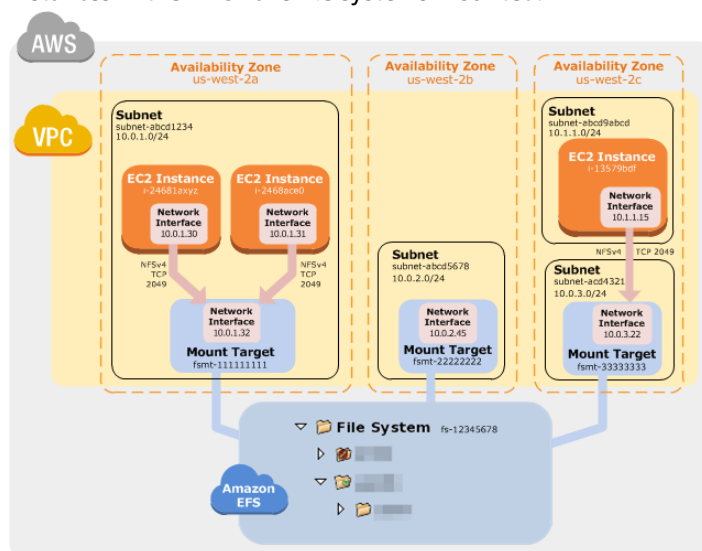 AWS
Availability Zone
us-west-2a
Availability Zone
us-west-2b
Availability Zone
us-west-2c
VPC
Subnet
subnet-abcd1234
10.0.1.0/24
EC2 Instance
i-24681axyz
Network
Interface
10.0.1.30
EC2 Instance
i-2468ace0
Network
Interface
10.0.1.31
NFSv4
TCP
2049
NFSv4
TCP
2049
Network
Interface
10.0.1.32
Mount Target
fsmt-111111111
Subnet
subnet-abcd5678
10.0.2.0/24
Network
Interface
10.0.2.45
Mount Target
fsmt-22222222
Subnet
subnet-abcd9abcd
10.1.1.0/24
EC2 Instance
i-13579bdf
Network
Interface
10.1.1.15
NFSv4 TCP 2049
Subnet
subnet-acd4321
10.0.3.0/24
Network
Interface
10.0.3.22
Mount Target
fsmt-33333333
File System fs-12345678
Amazon
EFS